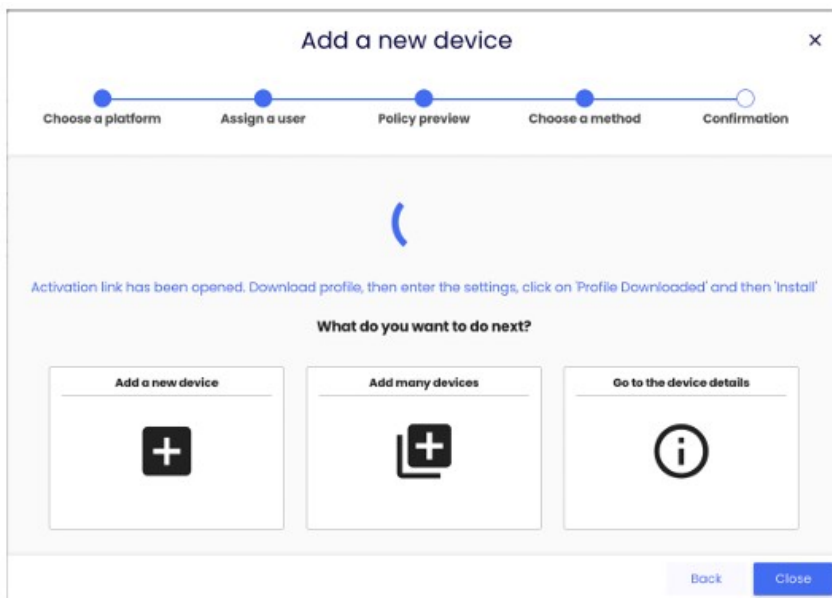 Add a new device
Choose a platform Assign a user Policy preview Choose a method Confirmation
Activation link has been opened. Download profile, then enter the settings, click on 'Profile Downloaded' and then 'Install'
What do you want to do next?
Add a new device Add many devices Go to the device details
Back Close